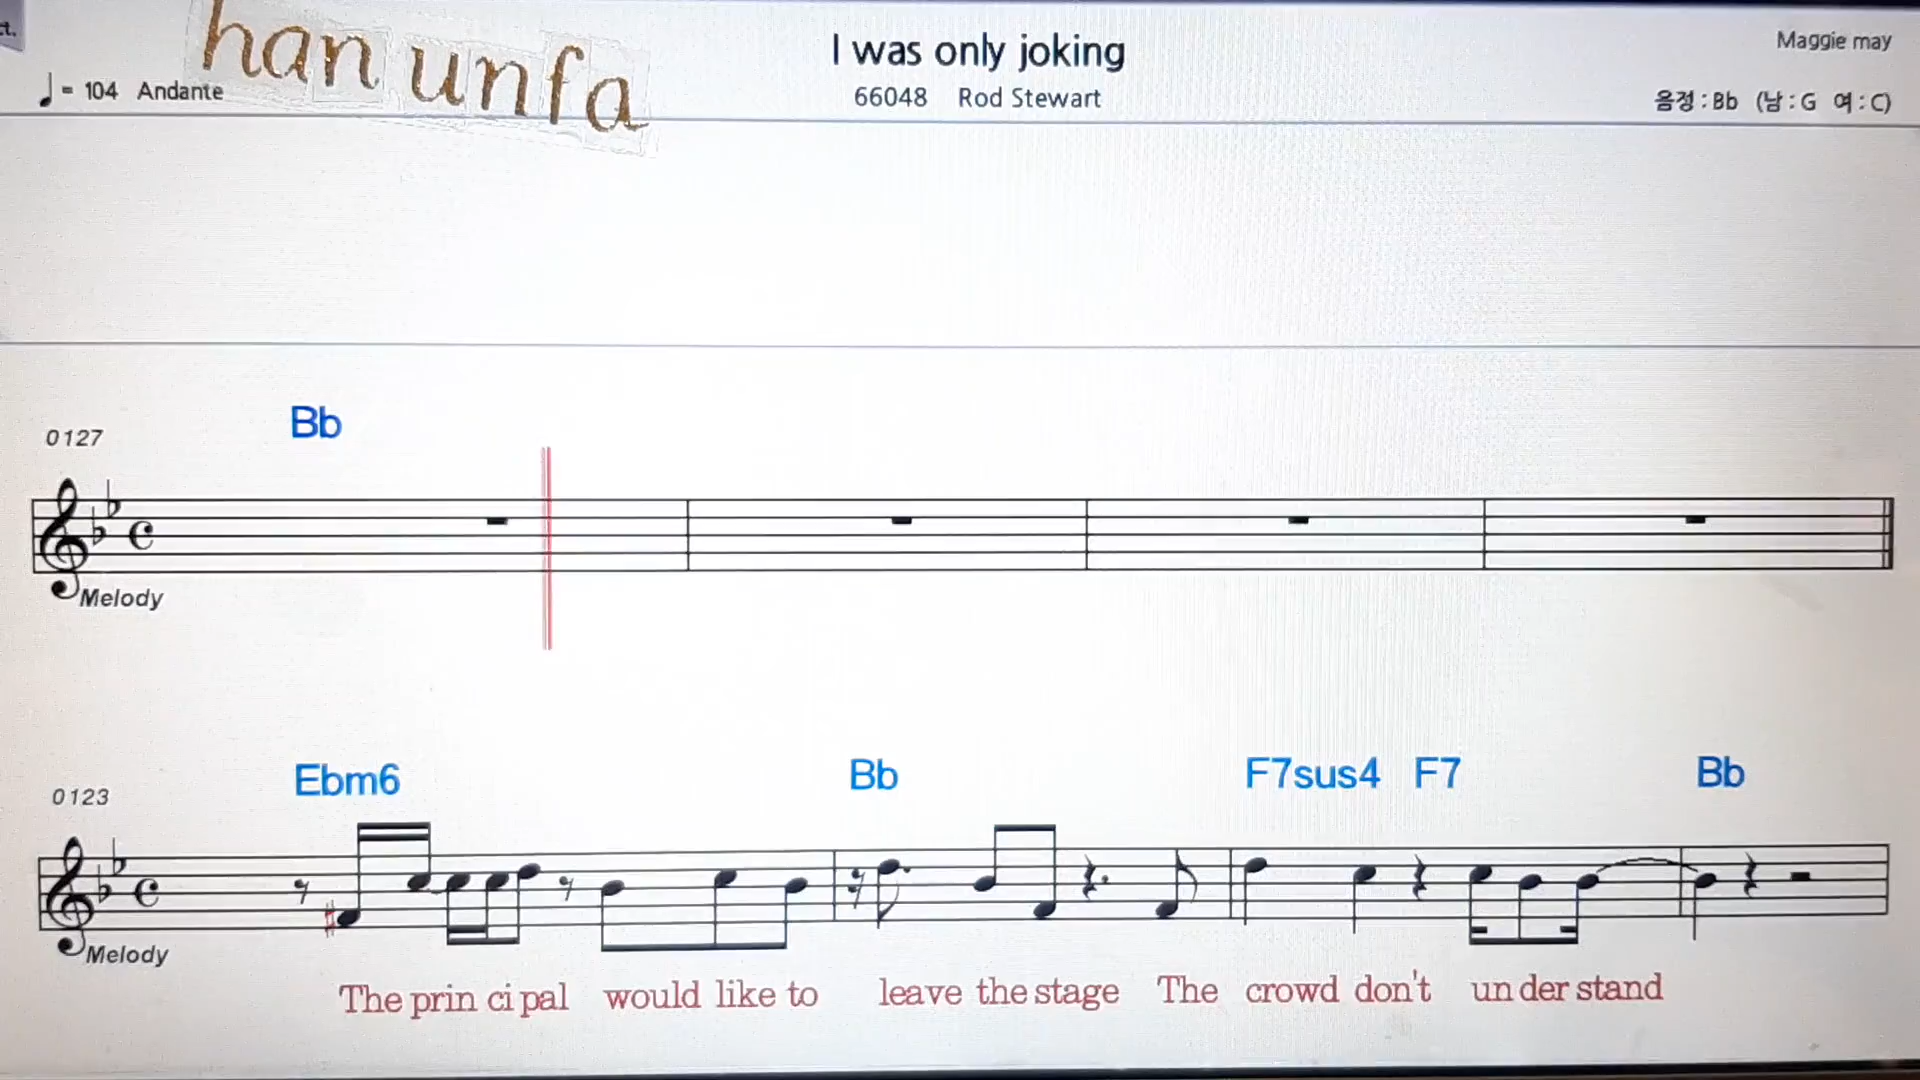 ct.
han unfa
I was only joking
Maggie may
♩= 104 Andante
66048 Rod Stewart
음정 : Bb (남 : G 여 : C)
Bb
0127
Melody
Ebm6 Bb F7sus4 F7 Bb
0123
Melody
The prin ci pal would like to leave the stage The crowd don't un der stand